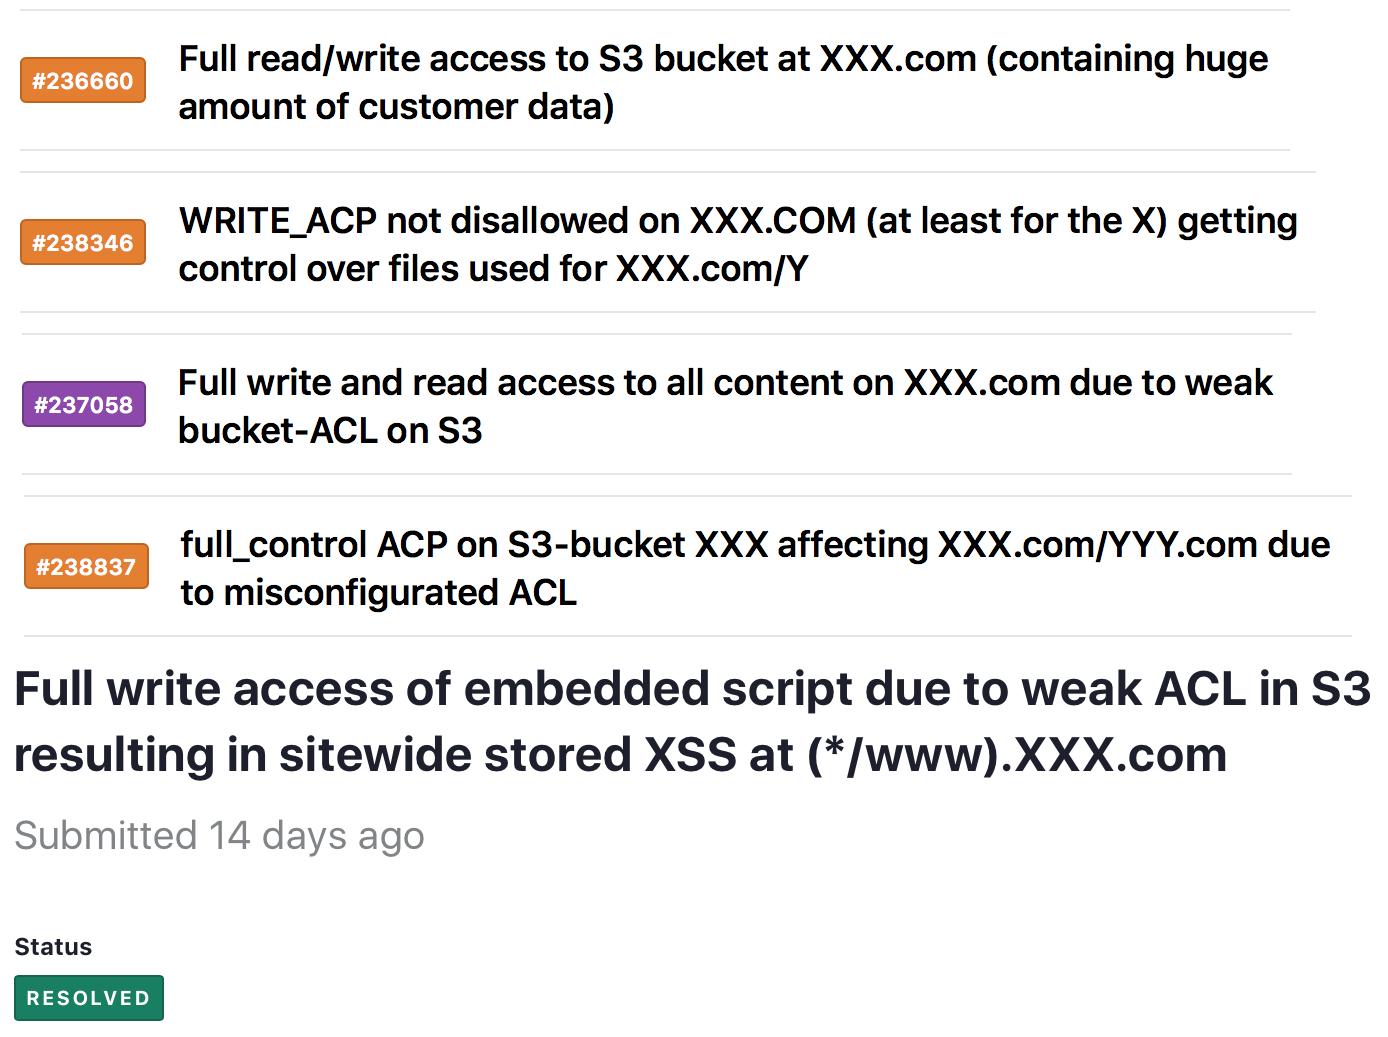 #236660
Full read/write access to S3 bucket at XXX.com (containing huge
amount of customer data)
#238346
WRITE_ACP not disallowed on XXX.COM (at least for the X) getting
control over files used for XXX.com/Y
#237058
Full write and read access to all content on XXX.com due to weak
bucket-ACL on S3
#238837
full_control ACP on S3-bucket XXX affecting XXX.com/YYY.com due
to misconfigurated ACL
Full write access of embedded script due to weak ACL in S3
resulting in sitewide stored XSS at (*/www).XXX.com
Submitted 14 days ago
Status
RESOLVED